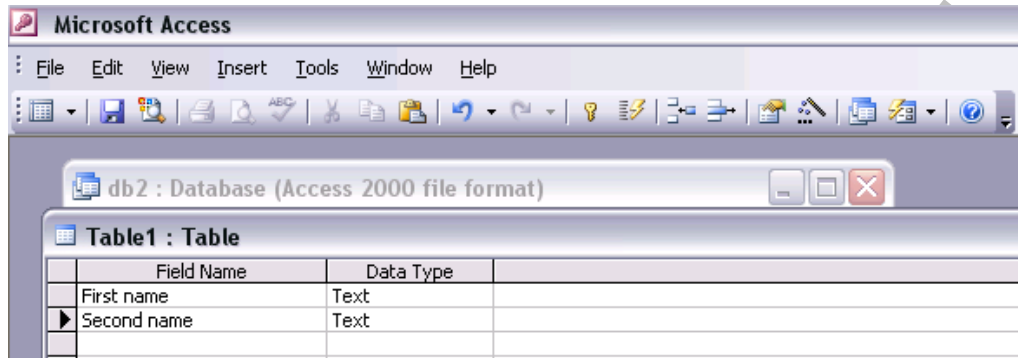 Microsoft Access
File Edit View Insert Tools Window Help
ABC
db2 : Database (Access 2000 file format)
Table1 : Table
Field Name Data Type
First name Text
Second name Text